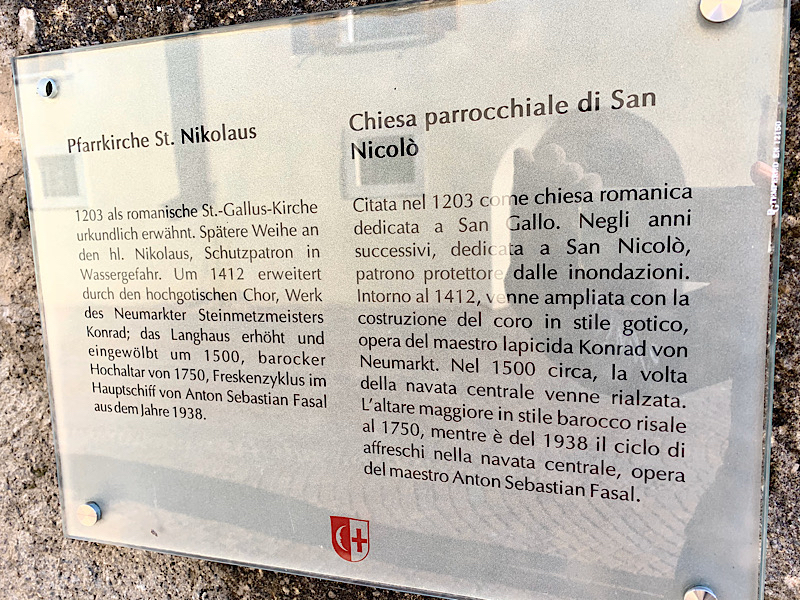 Pfarrkirche St. Nikolaus
1203 als romanische St.-Gallus-Kirche
urkundlich erwähnt. Spätere Weihe an
den hl. Nikolaus, Schutzpatron in
Wassergefahr. Um 1412 erweitert
durch den hochgotischen Chor, Werk
des Neumarkter Steinmetzmeisters
Konrad; das Langhaus erhöht und
eingewölbt um 1500, barocker
Hochaltar von 1750, Freskenzyklus im
Hauptschiff von Anton Sebastian Fasal
aus dem Jahre 1938.
Chiesa parrocchiale di San
Nicolò
Citata nel 1203 come chiesa romanica
dedicata a San Gallo. Negli anni
successivi, dedicata a San Nicolò,
patrono protettore dalle inondazioni.
Intorno al 1412, venne ampliata con la
costruzione del coro in stile gotico,
opera del maestro lapicida Konrad von
Neumarkt. Nel 1500 circa, la volta
della navata centrale venne rialzata.
L'altare maggiore in stile barocco risale
al 1750, mentre è del 1938 il ciclo di
affreschi nella navata centrale, opera
del maestro Anton Sebastian Fasal.